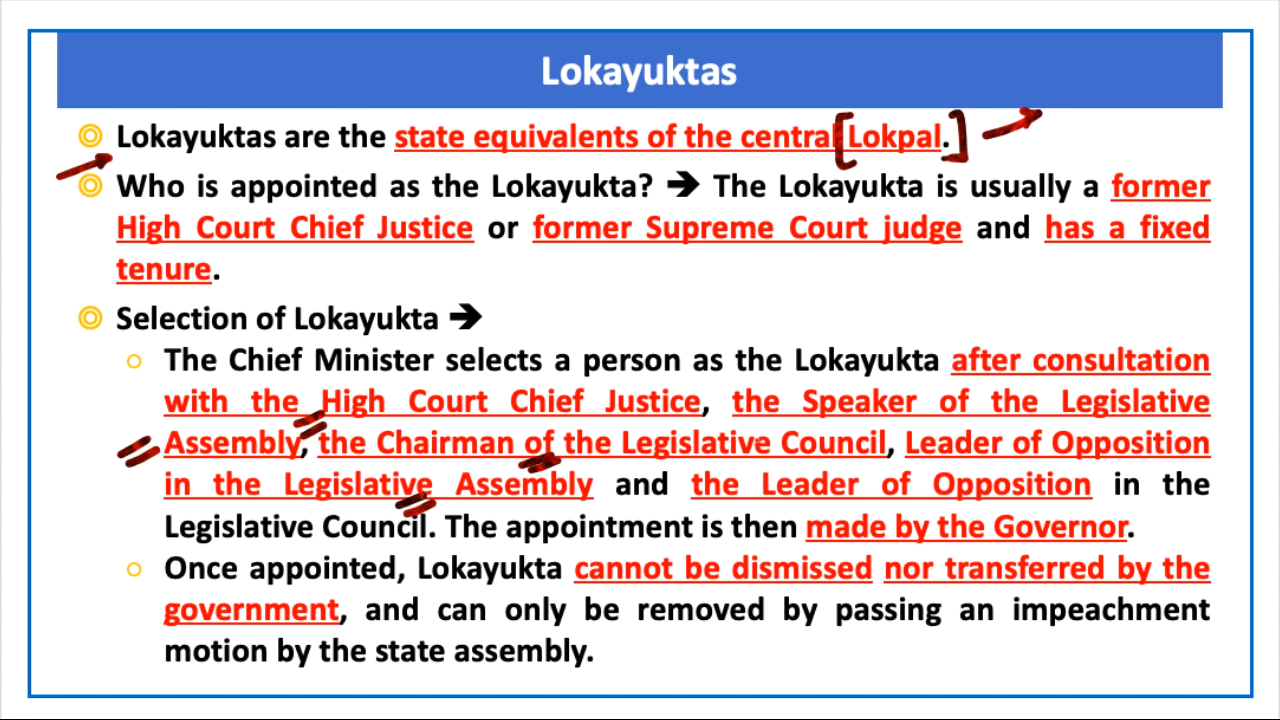 Lokayuktas
Lokayuktas are the state equivalents of the central Lokpal.
Who is appointed as the Lokayukta? ➔ The Lokayukta is usually a former
High Court Chief Justice or former Supreme Court judge and has a fixed
tenure.
Selection of Lokayukta ➔
The Chief Minister selects a person as the Lokayukta after consultation
with the High Court Chief Justice, the Speaker of the Legislative
Assembly, the Chairman of the Legislative Council, Leader of Opposition
in the Legislative Assembly and the Leader of Opposition in the
Legislative Council. The appointment is then made by the Governor.
Once appointed, Lokayukta cannot be dismissed nor transferred by the
government, and can only be removed by passing an impeachment
motion by the state assembly.